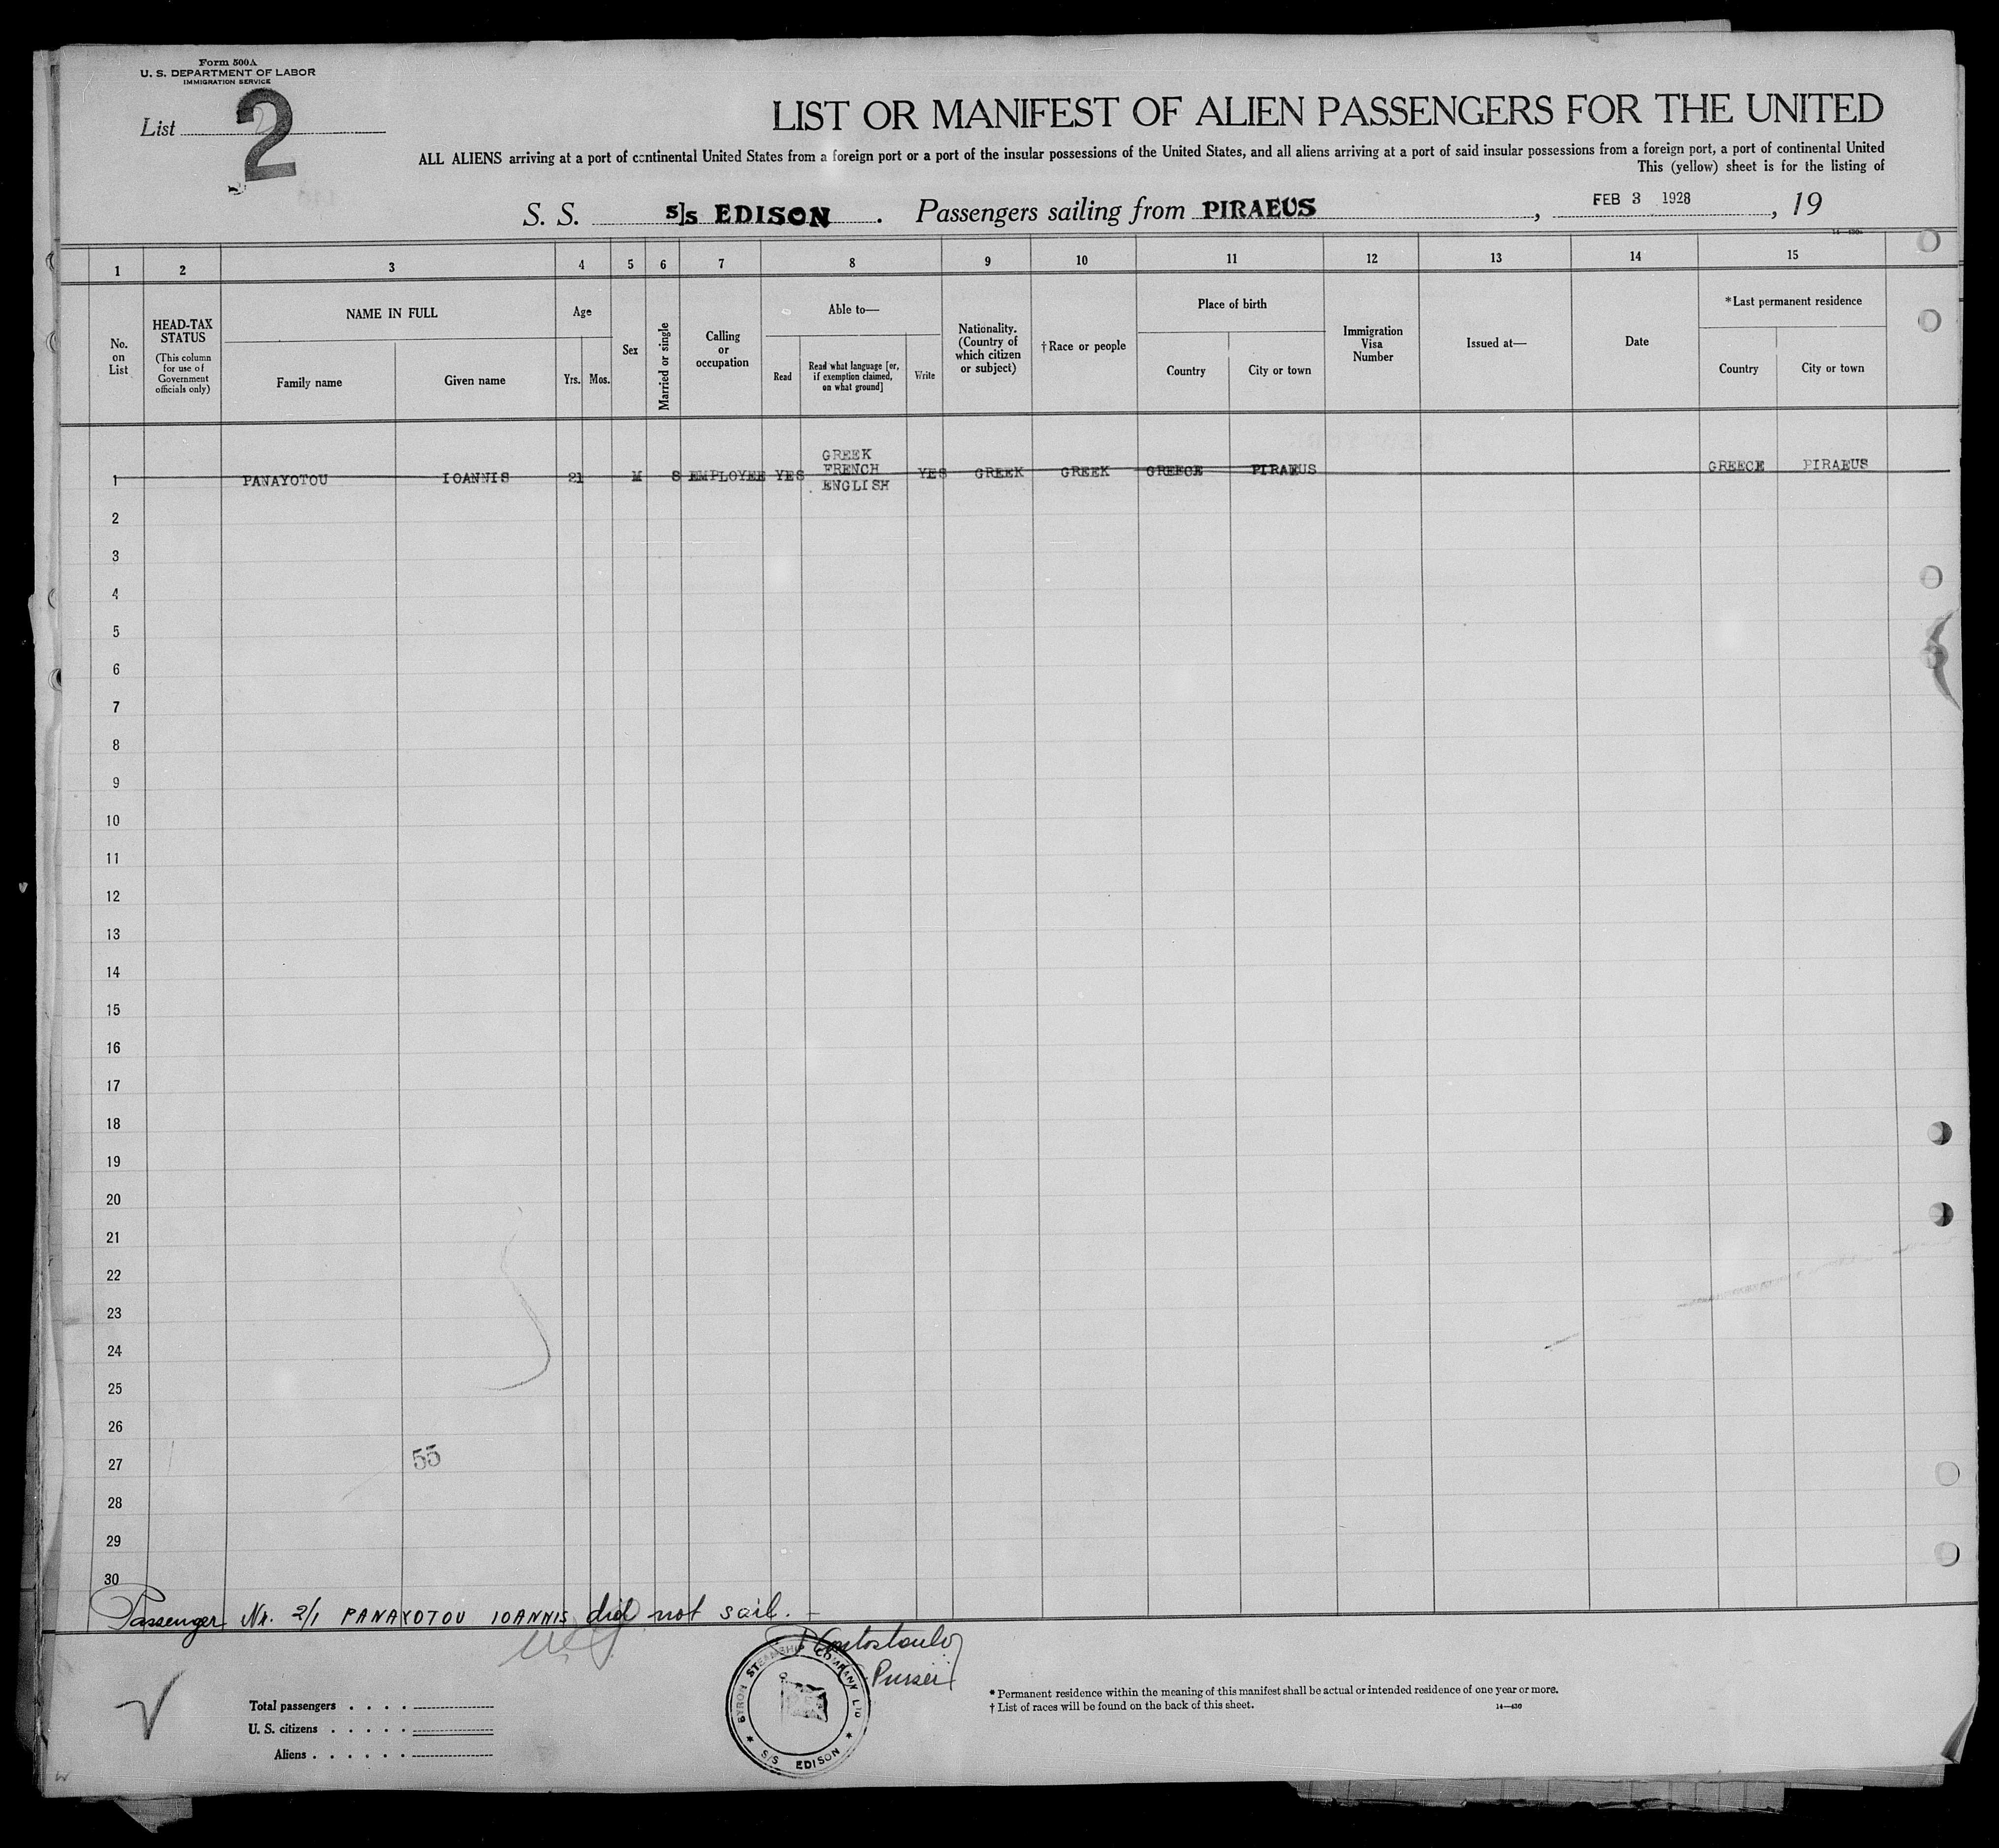 Form 500A
U. S. DEPARTMENT OF LABOR
IMMIGRATION SERVICE
List 2
LIST OR MANIFEST OF ALIEN PASSENGERS FOR THE UNITED
ALL ALIENS arriving at a port of continental United States from a foreign port or a port of the insular possessions of the United States, and all aliens arriving at a port of said insular possessions from a foreign port, a port of continental United
This (yellow) sheet is for the listing of
S. S. S/S EDISON. Passengers sailing from PIRAEUS, FEB 3 1928, 19
1 2 3 4 5 6 7 8 9 10 11 12 13 14 15
No. on List
HEAD-TAX STATUS
(This column for use of Government officials only)
NAME IN FULL
Family name Given name
Age
Yrs. Mos.
Sex
Married or single
Calling or occupation
Able to—
Read
Read what language [or, if exemption claimed, on what ground]
Write
Nationality. (Country of which citizen or subject)
†Race or people
Place of birth
Country City or town
Immigration Visa Number
Issued at—
Date
*Last permanent residence
Country City or town
1 PANAYOTOU IOANNIS 21 M S EMPLOYEE YES GREEK FRENCH ENGLISH YES GREEK GREEK GREECE PIRAEUS GREECE PIRAEUS
2
3
4
5
6
7
8
9
10
11
12
13
14
15
16
17
18
19
20
21
22
23
24
25
26
27 55
28
29
30
Passenger Nr. 2/1 PANAYOTOU IOANNIS did not sail. —
Purser
BYRON STEAMSHIP COMPANY LTD
S/S EDISON
Total passengers . . . .
U. S. citizens . . . . .
Aliens . . . . . .
* Permanent residence within the meaning of this manifest shall be actual or intended residence of one year or more.
† List of races will be found on the back of this sheet.
14—430